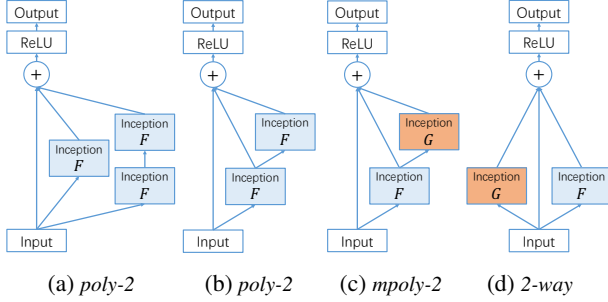 Output
ReLU
+
Inception
F
Inception
F
Inception
F
Input
(a) poly-2
Output
ReLU
+
Inception
F
Inception
F
Input
(b) poly-2
Output
ReLU
+
Inception
G
Inception
F
Input
(c) mpoly-2
Output
ReLU
+
Inception
G
Inception
F
Input
(d) 2-way